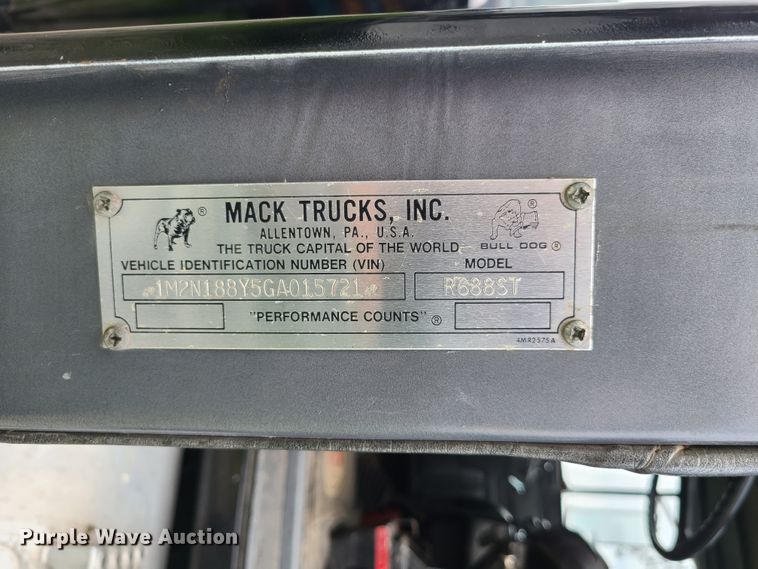 MACK TRUCKS, INC.
ALLENTOWN, PA., U.S.A.
THE TRUCK CAPITAL OF THE WORLD
BULL DOG ®
VEHICLE IDENTIFICATION NUMBER (VIN)
MODEL
1M2N188Y5GA015721
R688ST
"PERFORMANCE COUNTS" ®
4MR2575A
Purple Wave Auction